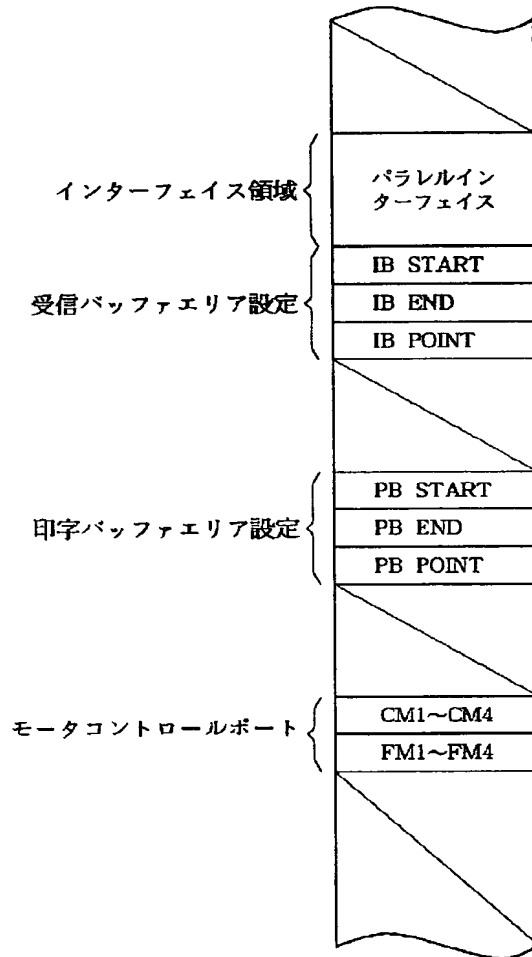 インターフェイス領域
パラレルイン
ターフェイス
受信バッファエリア設定
IB START
IB END
IB POINT
印字バッファエリア設定
PB START
PB END
PB POINT
モータコントロールポート
CM1～CM4
FM1～FM4